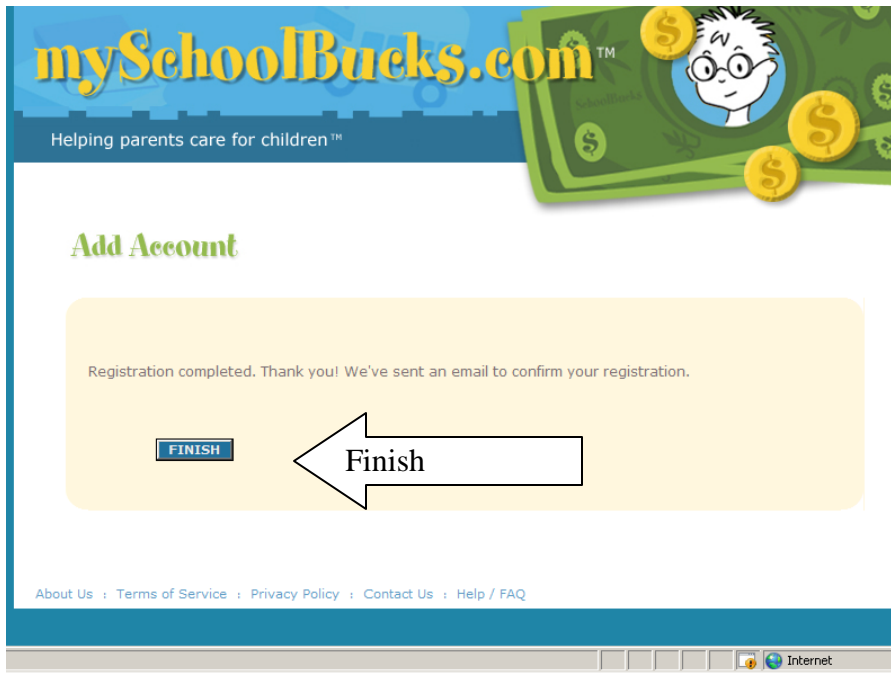 mySchoolBucks.com™
SchoolBucks
Helping parents care for children™
Add Account
Registration completed. Thank you! We've sent an email to confirm your registration.
FINISH
Finish
About Us : Terms of Service : Privacy Policy : Contact Us : Help / FAQ
Internet